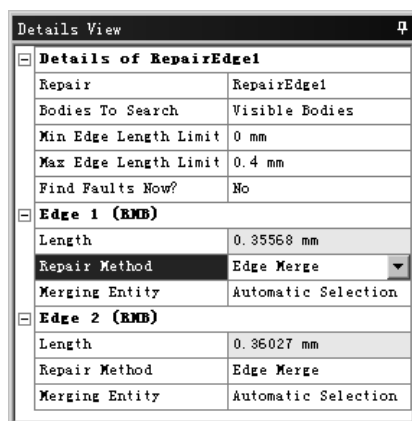 Details View
Details of RepairEdge1
Repair RepairEdge1
Bodies To Search Visible Bodies
Min Edge Length Limit 0 mm
Max Edge Length Limit 0.4 mm
Find Faults Now? No
Edge 1 (RMB)
Length 0.35568 mm
Repair Method Edge Merge
Merging Entity Automatic Selection
Edge 2 (RMB)
Length 0.36027 mm
Repair Method Edge Merge
Merging Entity Automatic Selection